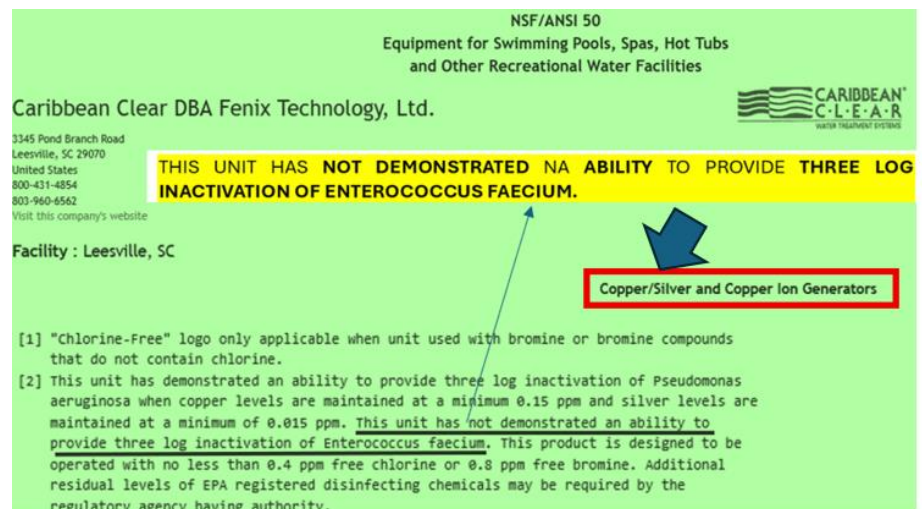 NSF/ANSI 50
Equipment for Swimming Pools, Spas, Hot Tubs
and Other Recreational Water Facilities
Caribbean Clear DBA Fenix Technology, Ltd.
CARIBBEAN
C·L·E·A·R
WATER TREATMENT SYSTEMS
3345 Pond Branch Road
Leesville, SC 29070
United States
800-431-4854
803-960-6562
Visit this company's website
THIS UNIT HAS NOT DEMONSTRATED NA ABILITY TO PROVIDE THREE LOG
INACTIVATION OF ENTEROCOCCUS FAECIUM.
Facility : Leesville, SC
Copper/Silver and Copper Ion Generators
[1] "Chlorine-Free" logo only applicable when unit used with bromine or bromine compounds
that do not contain chlorine.
[2] This unit has demonstrated an ability to provide three log inactivation of Pseudomonas
aeruginosa when copper levels are maintained at a minimum 0.15 ppm and silver levels are
maintained at a minimum of 0.015 ppm. This unit has not demonstrated an ability to
provide three log inactivation of Enterococcus faecium. This product is designed to be
operated with no less than 0.4 ppm free chlorine or 0.8 ppm free bromine. Additional
residual levels of EPA registered disinfecting chemicals may be required by the
regulatory agency having authority.